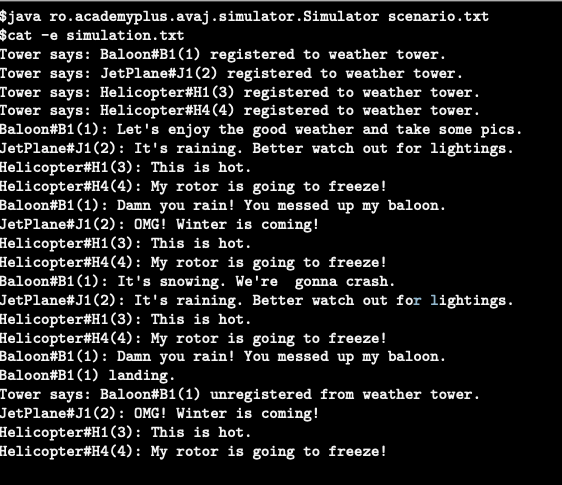 $java ro.academyplus.avaj.simulator.Simulator scenario.txt
$cat -e simulation.txt
Tower says: Baloon#B1(1) registered to weather tower.
Tower says: JetPlane#J1(2) registered to weather tower.
Tower says: Helicopter#H1(3) registered to weather tower.
Tower says: Helicopter#H4(4) registered to weather tower.
Baloon#B1(1): Let's enjoy the good weather and take some pics.
JetPlane#J1(2): It's raining. Better watch out for lightings.
Helicopter#H1(3): This is hot.
Helicopter#H4(4): My rotor is going to freeze!
Baloon#B1(1): Damn you rain! You messed up my baloon.
JetPlane#J1(2): OMG! Winter is coming!
Helicopter#H1(3): This is hot.
Helicopter#H4(4): My rotor is going to freeze!
Baloon#B1(1): It's snowing. We're  gonna crash.
JetPlane#J1(2): It's raining. Better watch out for lightings.
Helicopter#H1(3): This is hot.
Helicopter#H4(4): My rotor is going to freeze!
Baloon#B1(1): Damn you rain! You messed up my baloon.
Baloon#B1(1) landing.
Tower says: Baloon#B1(1) unregistered from weather tower.
JetPlane#J1(2): OMG! Winter is coming!
Helicopter#H1(3): This is hot.
Helicopter#H4(4): My rotor is going to freeze!